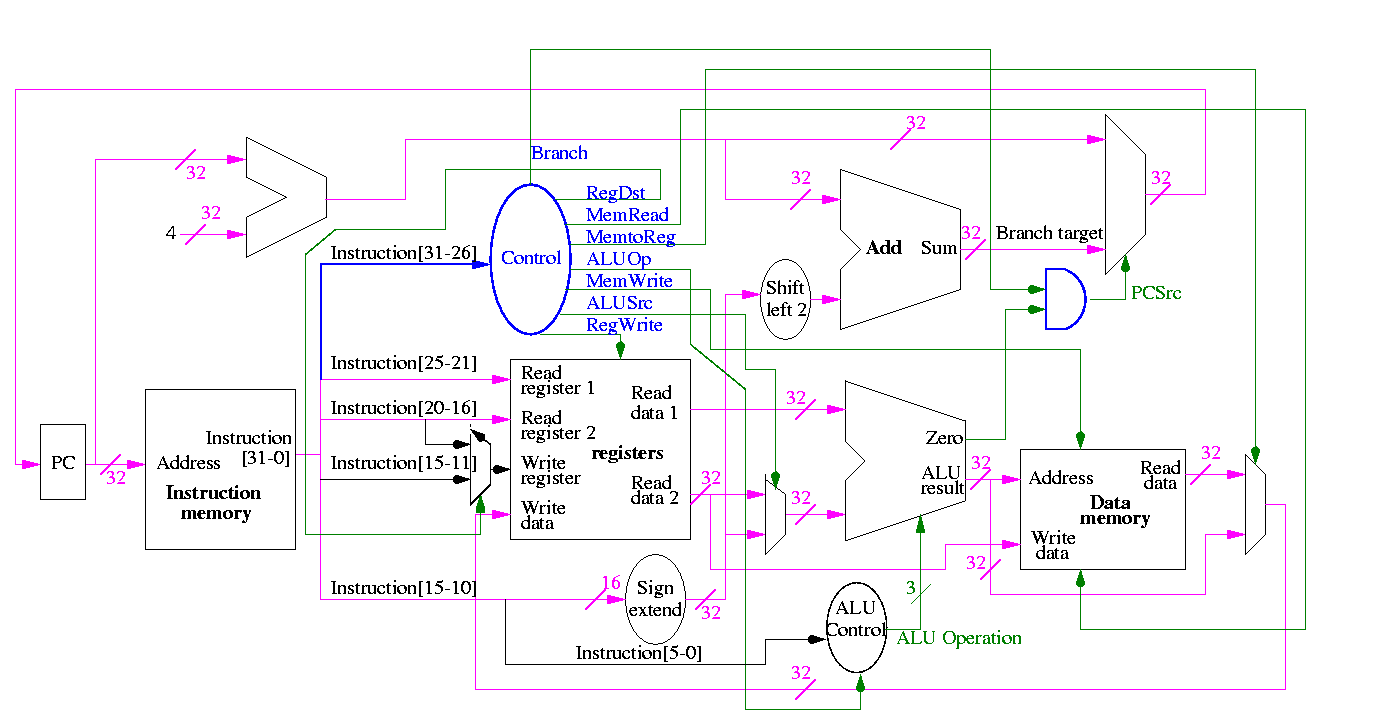 32
32
32
32
4
Branch
RegDst
MemRead
MemtoReg
ALUOp
MemWrite
ALUSrc
RegWrite
Control
Instruction[31-26]
32
32
Add
Sum
32
Branch target
32
Shift
left 2
PCSrc
Instruction[25-21]
Instruction[20-16]
Instruction[15-11]
PC
32
Instruction
[31-0]
Address
Instruction
memory
Read
register 1
Read
register 2
Write
register
Write
data
registers
Read
data 1
Read
data 2
32
32
32
Zero
ALU
result
32
Address
Read
data
Data
memory
Write
data
32
32
Instruction[15-10]
16
Sign
extend
32
Instruction[5-0]
ALU
Control
3
ALU Operation
32